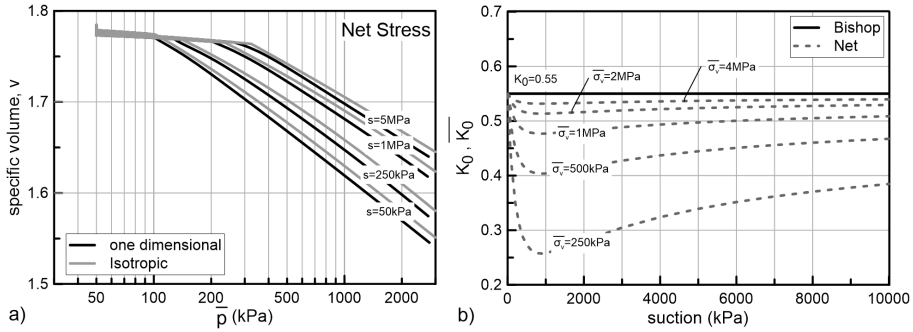 1.8
1.7
1.6
1.5
specific volume, v
Net Stress
s=5MPa
s=1MPa
s=250kPa
s=50kPa
one dimensional
Isotropic
50 100 200 300 1000 2000
p̅ (kPa)
a)
0.7
0.6
0.5
0.4
0.3
0.2
K₀ , K̅₀
Bishop
Net
K₀=0.55
σ̅ᵥ=2MPa
σ̅ᵥ=4MPa
σ̅ᵥ=1MPa
σ̅ᵥ=500kPa
σ̅ᵥ=250kPa
0 2000 4000 6000 8000 10000
suction (kPa)
b)